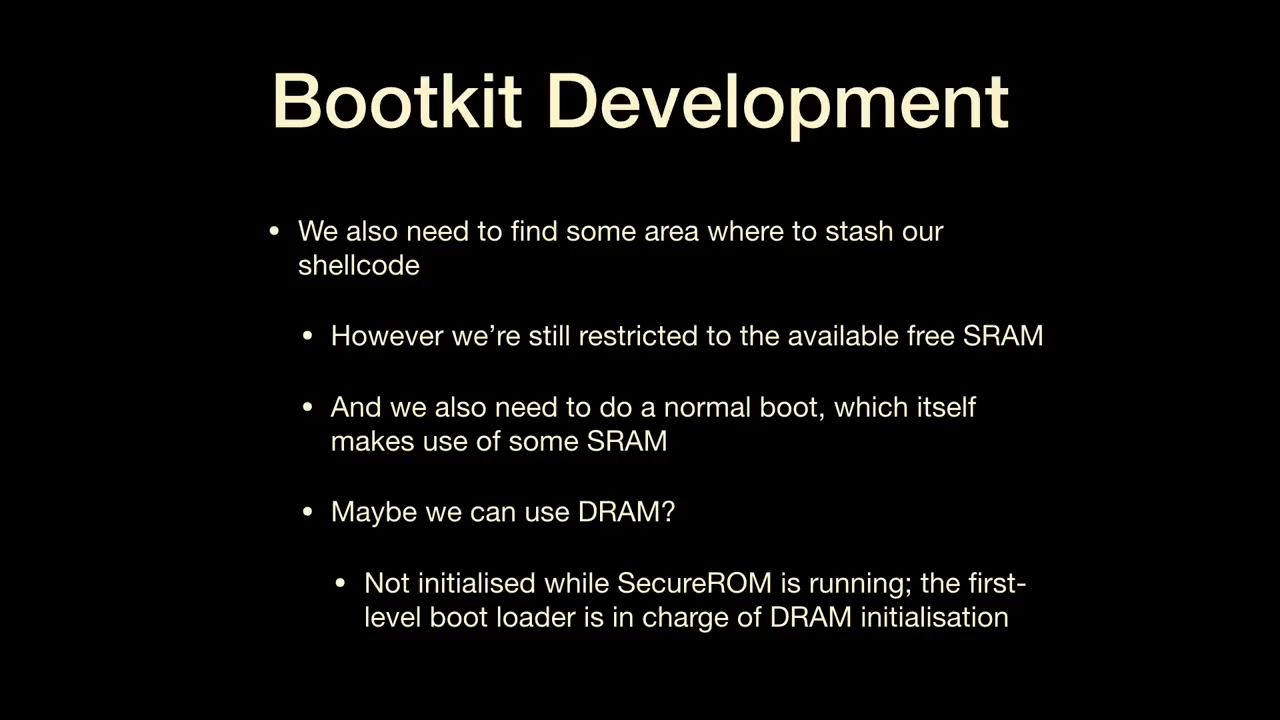 Bootkit Development
• We also need to find some area where to stash our
shellcode
• However we’re still restricted to the available free SRAM
• And we also need to do a normal boot, which itself
makes use of some SRAM
• Maybe we can use DRAM?
• Not initialised while SecureROM is running; the first-
level boot loader is in charge of DRAM initialisation